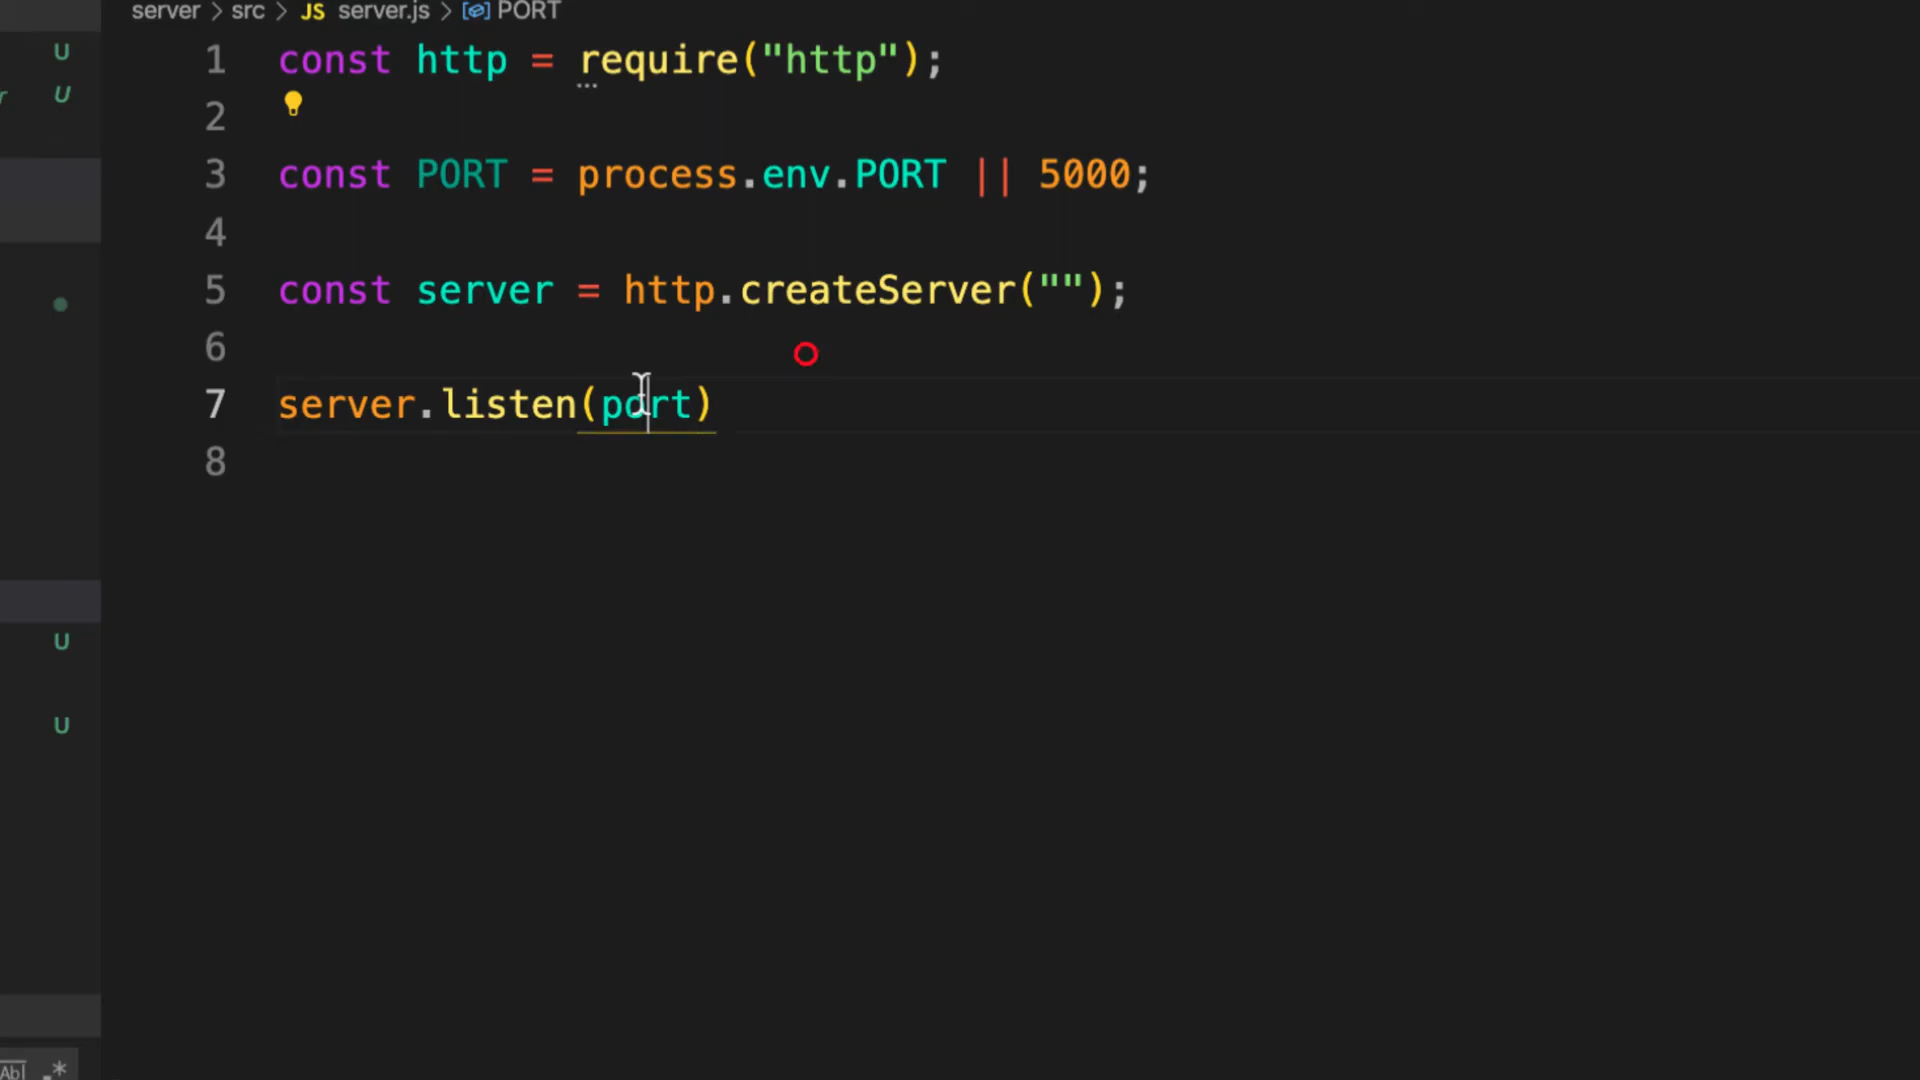 server > src > JS server.js > PORT
U
1 const http = require("http");
r U
2
3 const PORT = process.env.PORT || 5000;
4
5 const server = http.createServer("");
6
7 server.listen(port)
8
U
U
Abl .*